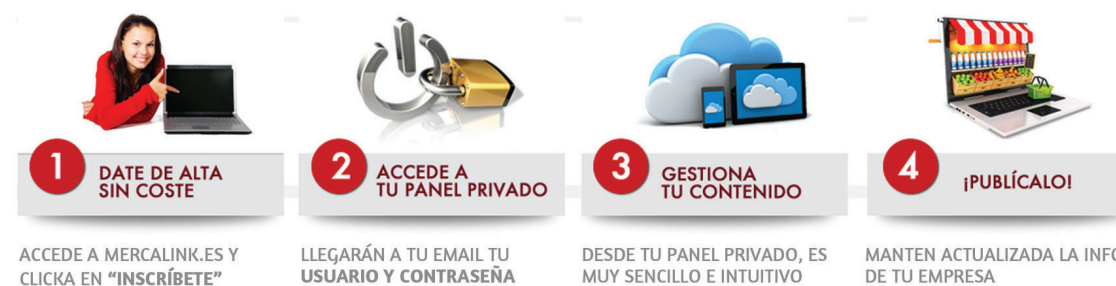 1
DATE DE ALTA
SIN COSTE
ACCEDE A MERCALINK.ES Y
CLICKA EN “INSCRÍBETE”
2
ACCEDE A
TU PANEL PRIVADO
LLEGARÁN A TU EMAIL TU
USUARIO Y CONTRASEÑA
3
GESTIONA
TU CONTENIDO
DESDE TU PANEL PRIVADO, ES
MUY SENCILLO E INTUITIVO
4
¡PUBLÍCALO!
MANTEN ACTUALIZADA LA INFO
DE TU EMPRESA